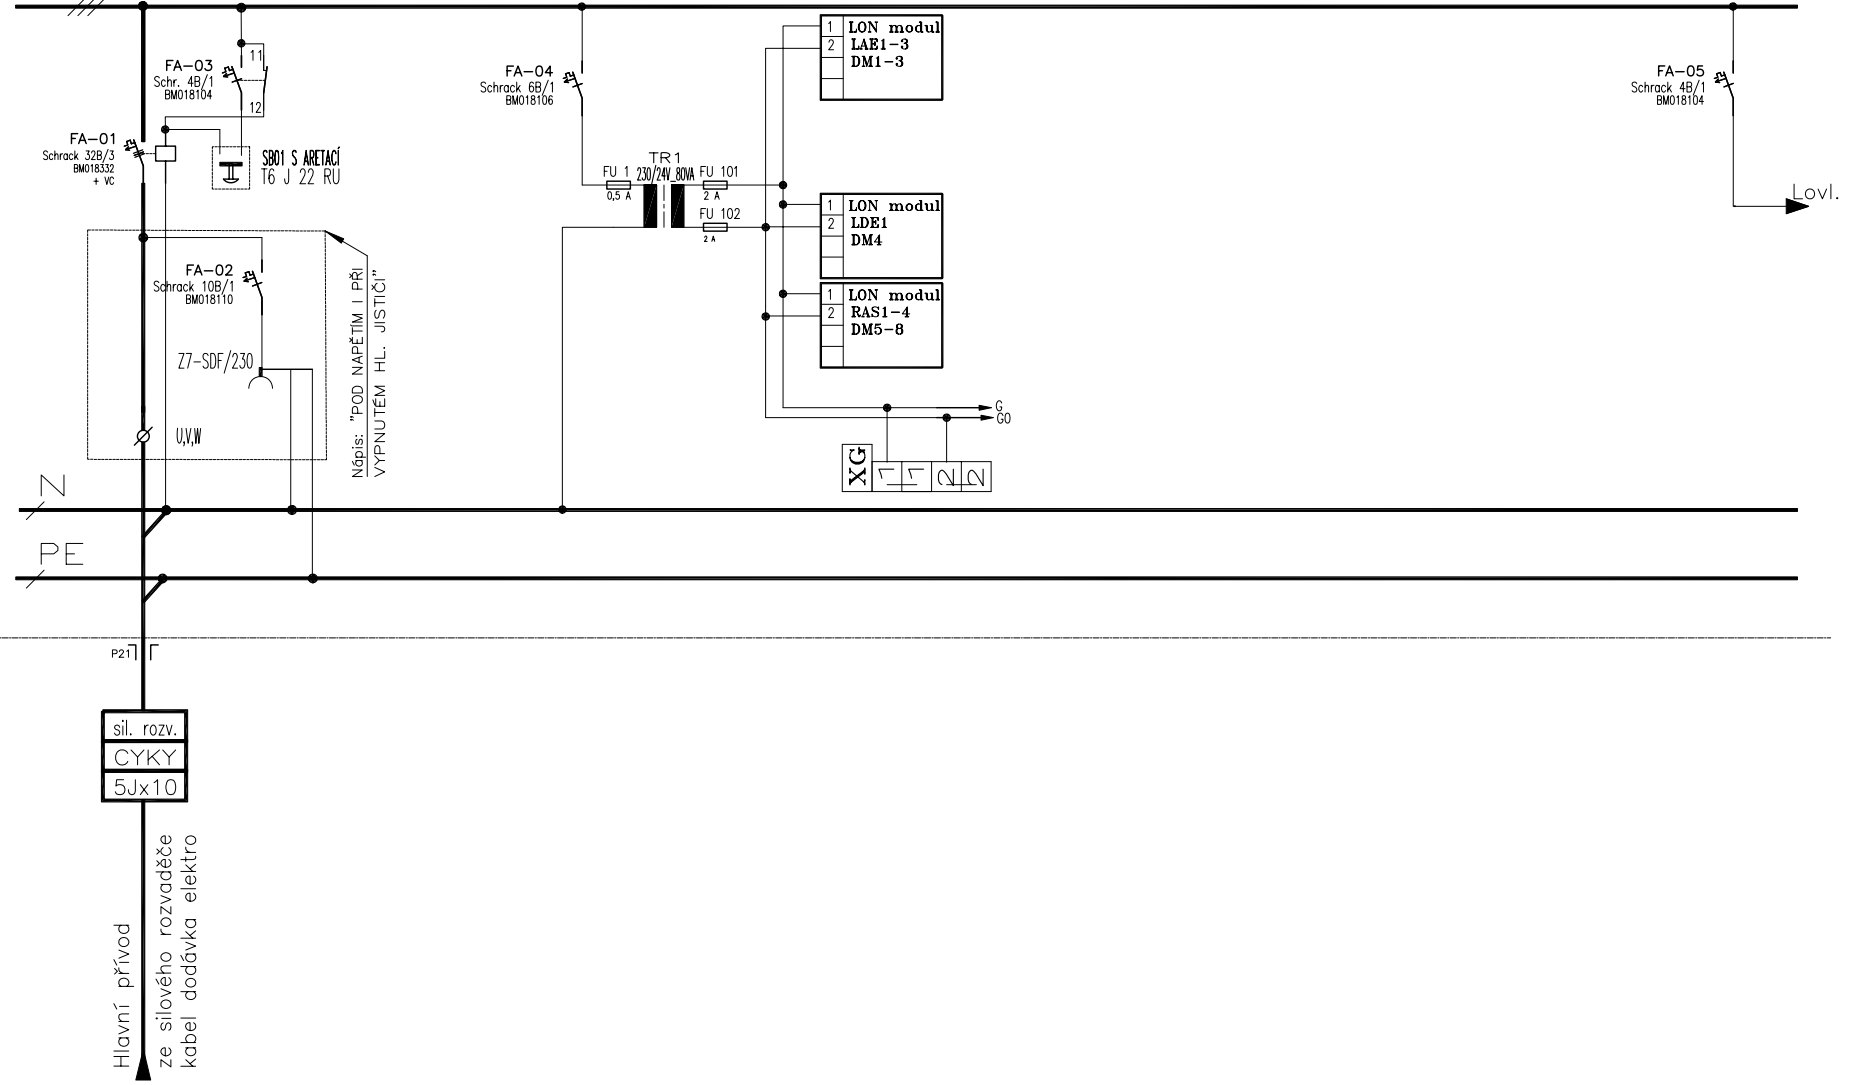 FA-03
Schr. 4B/1
BM018104
11
12
FA-01
Schrack 32B/3
BM018332
+ VC
SB01 S ARETACÍ
T6 J 22 RU
FA-02
Schrack 10B/1
BM018110
Z7-SDF/230
U,V,W
Nápis: "POD NAPĚTÍM I PŘI
VYPNUTÉM HL. JISTIČI"
FA-04
Schrack 6B/1
BM018106
TR1
230/24V_80VA
FU 1
0,5 A
FU 101
2 A
FU 102
2 A
1 LON modul
2 LAE1-3
DM1-3
1 LON modul
2 LDE1
DM4
1 LON modul
2 RAS1-4
DM5-8
G
G0
XG 1 1 2 2
FA-05
Schrack 4B/1
BM018104
Lovl.
N
PE
P21
sil. rozv.
CYKY
5Jx10
Hlavní přívod
ze silového rozvaděče
kabel dodávka elektro